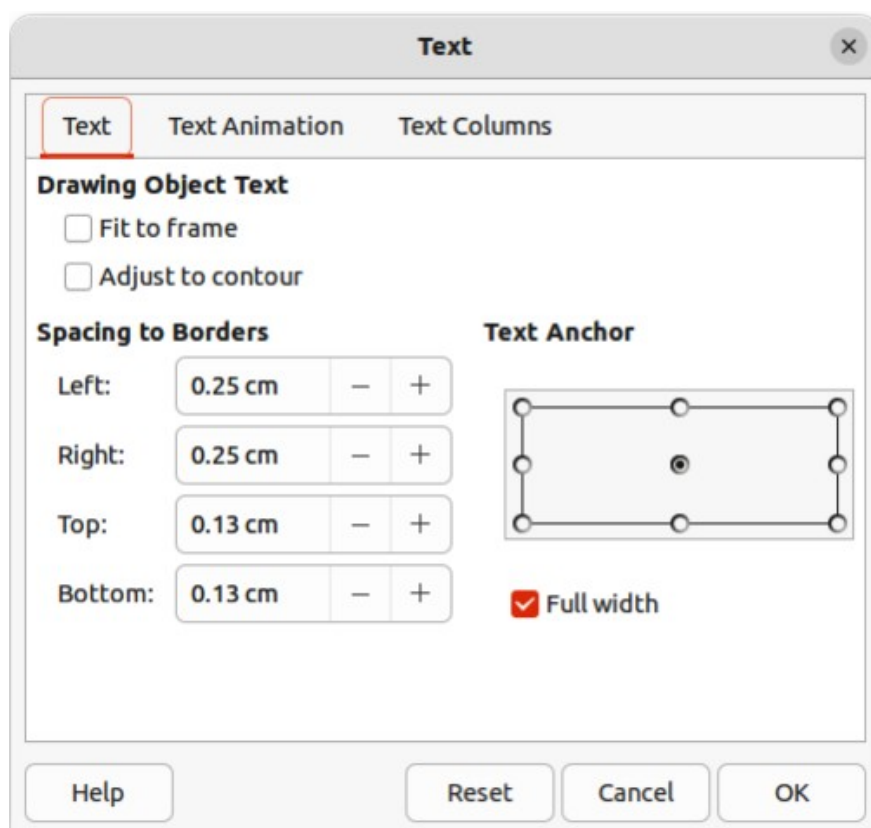 Text
Text Text Animation Text Columns
Drawing Object Text
Fit to frame
Adjust to contour
Spacing to Borders
Left: 0.25 cm − +
Right: 0.25 cm − +
Top: 0.13 cm − +
Bottom: 0.13 cm − +
Text Anchor
Full width
Help Reset Cancel OK